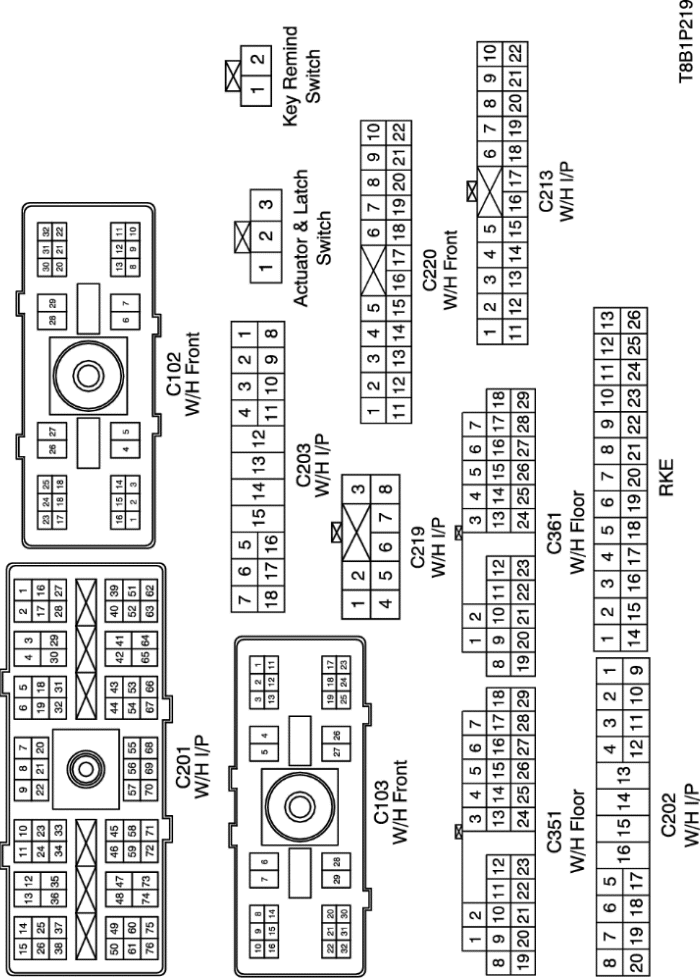 15 14 13 12 11 10 9 8 7 6 5 4 3 2 1
26 25 24 23 22 21 20 19 18 17 16
38 37 36 35 34 33 32 31 30 29 28 27
50 49 48 47 46 45 44 43 42 41 40 39
61 60 59 58 57 56 55 54 53 52 51
76 75 74 73 72 71 70 69 68 67 66 65 64 63 62
C201
W/H I/P
23 24 25 26 27 28 29 30 31 32
17 18 18 20 21 22
16 15 14 4 5 6 7 13 12 11
1 2 3 8 9 10
C102
W/H Front
10 9 8 7 6 5 4 3 2 1
16 15 14 13 12 11
22 21 20 19 18 17
32 31 30 29 28 27 26 25 24 23
C103
W/H Front
7 6 5 7 4 3 2 1
15 14 13 12
18 17 16 11 10 9 8
C203
W/H I/P
1 2 3
Actuator & Latch
Switch
1 2
Key Remind
Switch
1 2 3
4 5 6 7 8
C219
W/H I/P
1 2 3 4 5 6 7 8 9 10
11 12 13 14 15 16 17 18 19 20 21 22
C220
W/H Front
1 2 3 4 5 6 7
8 9 10 11 12 13 14 15 16 17 18
19 20 21 22 23 24 25 26 27 28 29
C351
W/H Floor
1 2 3 4 5 6 7
8 9 10 11 12 13 14 15 16 17 18
19 20 21 22 23 24 25 26 27 28 29
C361
W/H Floor
1 2 3 4 5 6 7 8 9 10
11 12 13 14 15 16 17 18 19 20 21 22
C213
W/H I/P
8 7 6 5 4 3 2 1
16 15 14 13
20 19 18 17 12 11 10 9
C202
W/H I/P
1 2 3 4 5 6 7 8 9 10 11 12 13
14 15 16 17 18 19 20 21 22 23 24 25 26
RKE
T8B1P219